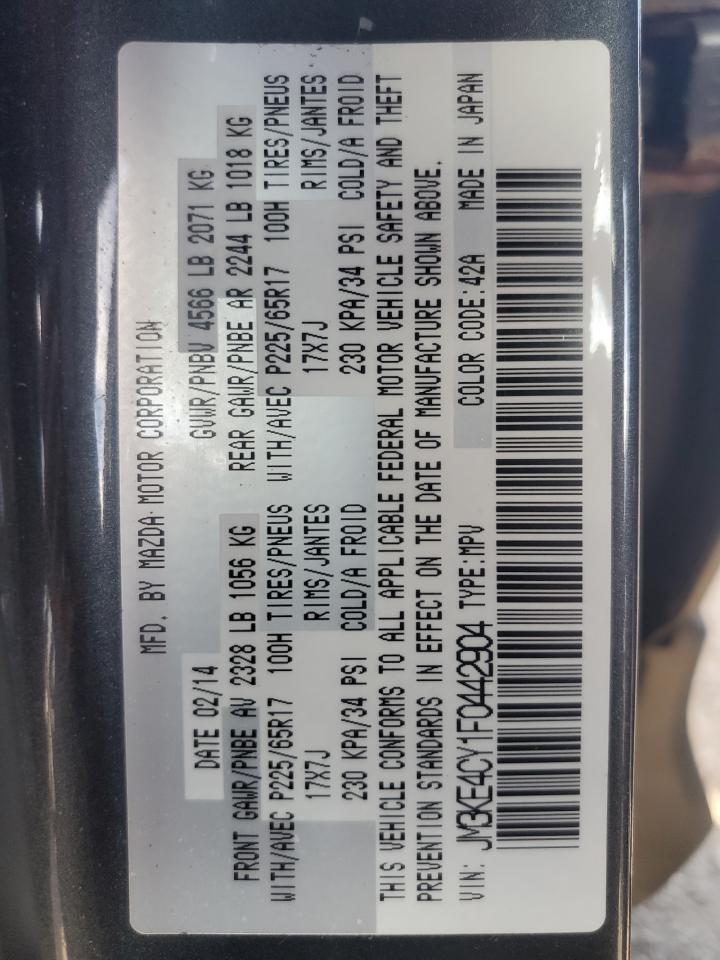 MFD. BY MAZDA MOTOR CORPORATION
DATE 02/14 GVWR/PNBV 4566 LB 2071 KG
FRONT GAWR/PNBE AV 2328 LB 1056 KG REAR GAWR/PNBE AR 2244 LB 1018 KG
WITH/AVEC P225/65R17 100H TIRES/PNEUS WITH/AVEC P225/65R17 100H TIRES/PNEUS
17X7J RIMS/JANTES 17X7J RIMS/JANTES
230 KPA/34 PSI COLD/A FROID 230 KPA/34 PSI COLD/A FROID
THIS VEHICLE CONFORMS TO ALL APPLICABLE FEDERAL MOTOR VEHICLE SAFETY AND THEFT
PREVENTION STANDARDS IN EFFECT ON THE DATE OF MANUFACTURE SHOWN ABOVE.
VIN: JM3KE4CY1F0442904 TYPE:MPV COLOR CODE:42A MADE IN JAPAN